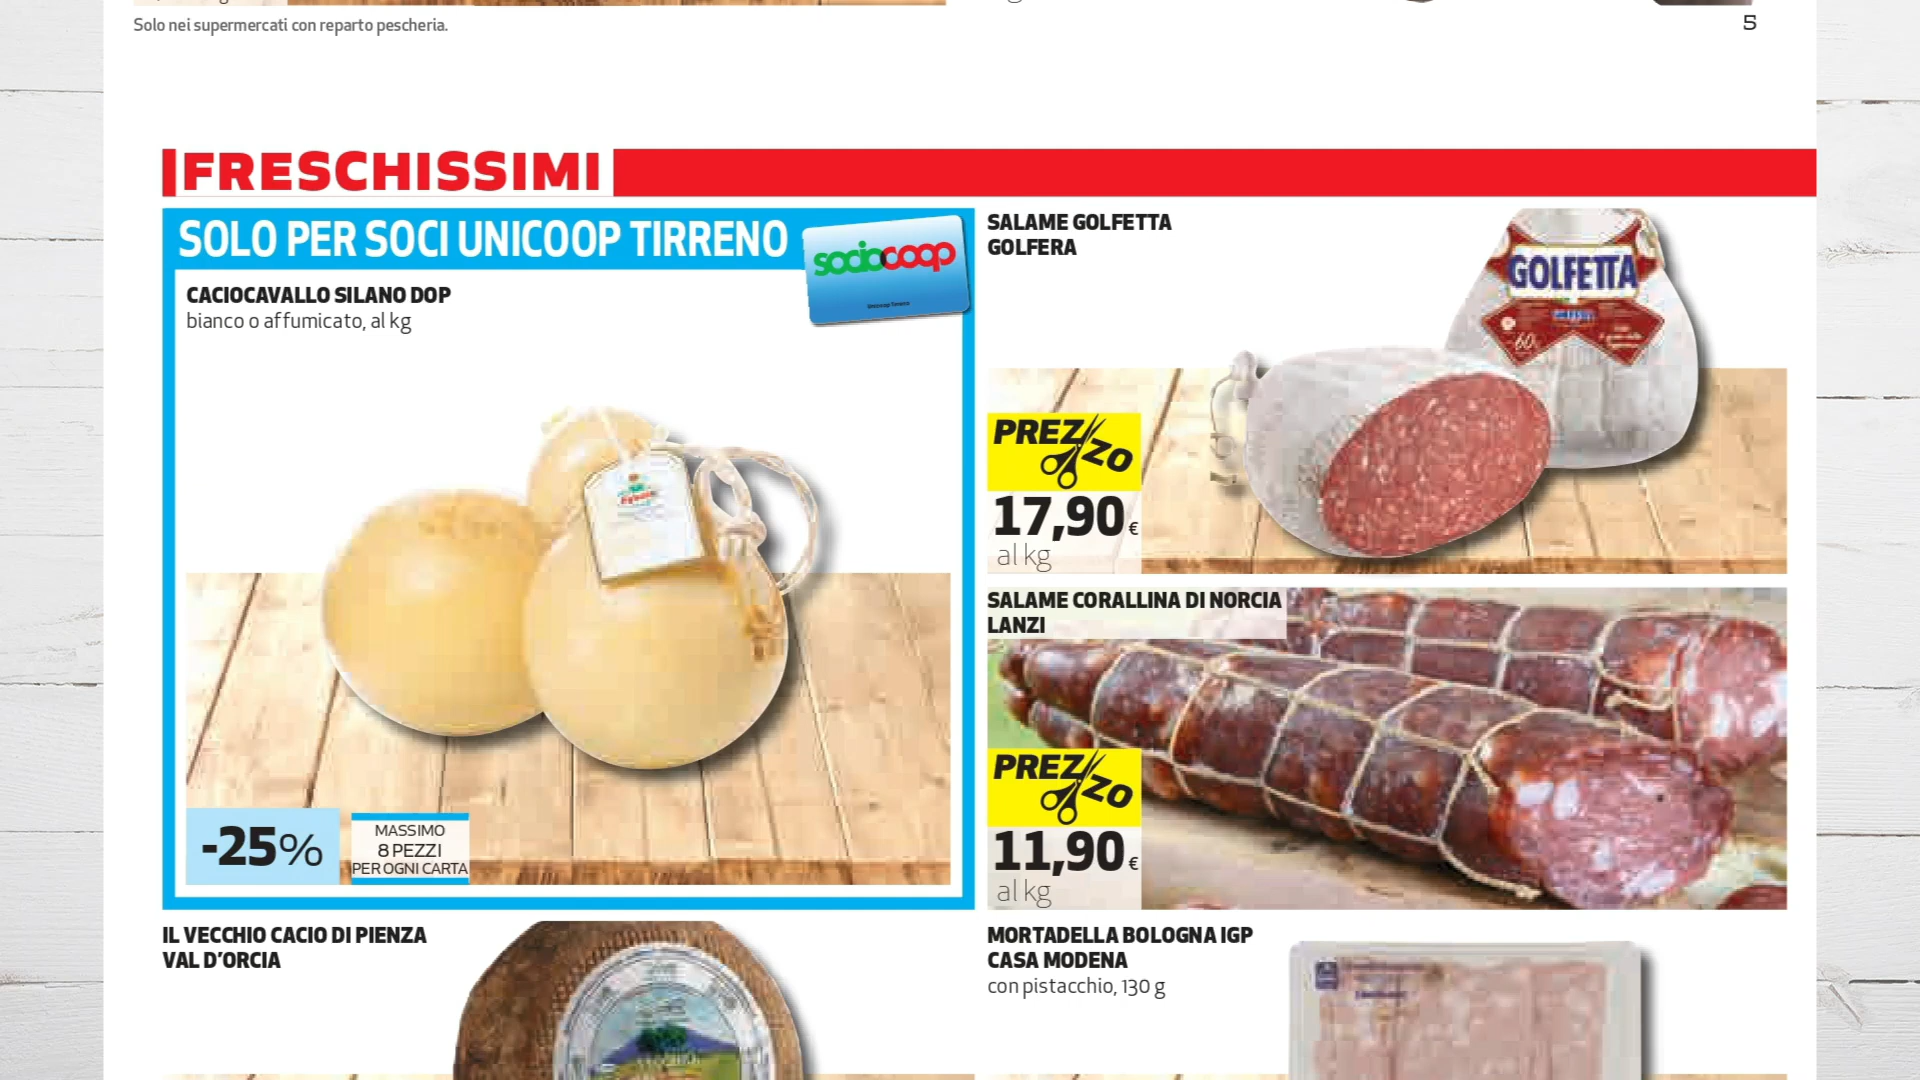 Solo nei supermercati con reparto pescheria.
5
FRESCHISSIMI
SOLO PER SOCI UNICOOP TIRRENO
sociocoop
Unicoop Tirreno
CACIOCAVALLO SILANO DOP
bianco o affumicato, al kg
-25%
MASSIMO
8 PEZZI
PER OGNI CARTA
SALAME GOLFETTA
GOLFERA
GOLFETTA
60
PREZZO
17,90 €
al kg
SALAME CORALLINA DI NORCIA
LANZI
PREZZO
11,90 €
al kg
IL VECCHIO CACIO DI PIENZA
VAL D'ORCIA
MORTADELLA BOLOGNA IGP
CASA MODENA
con pistacchio, 130 g